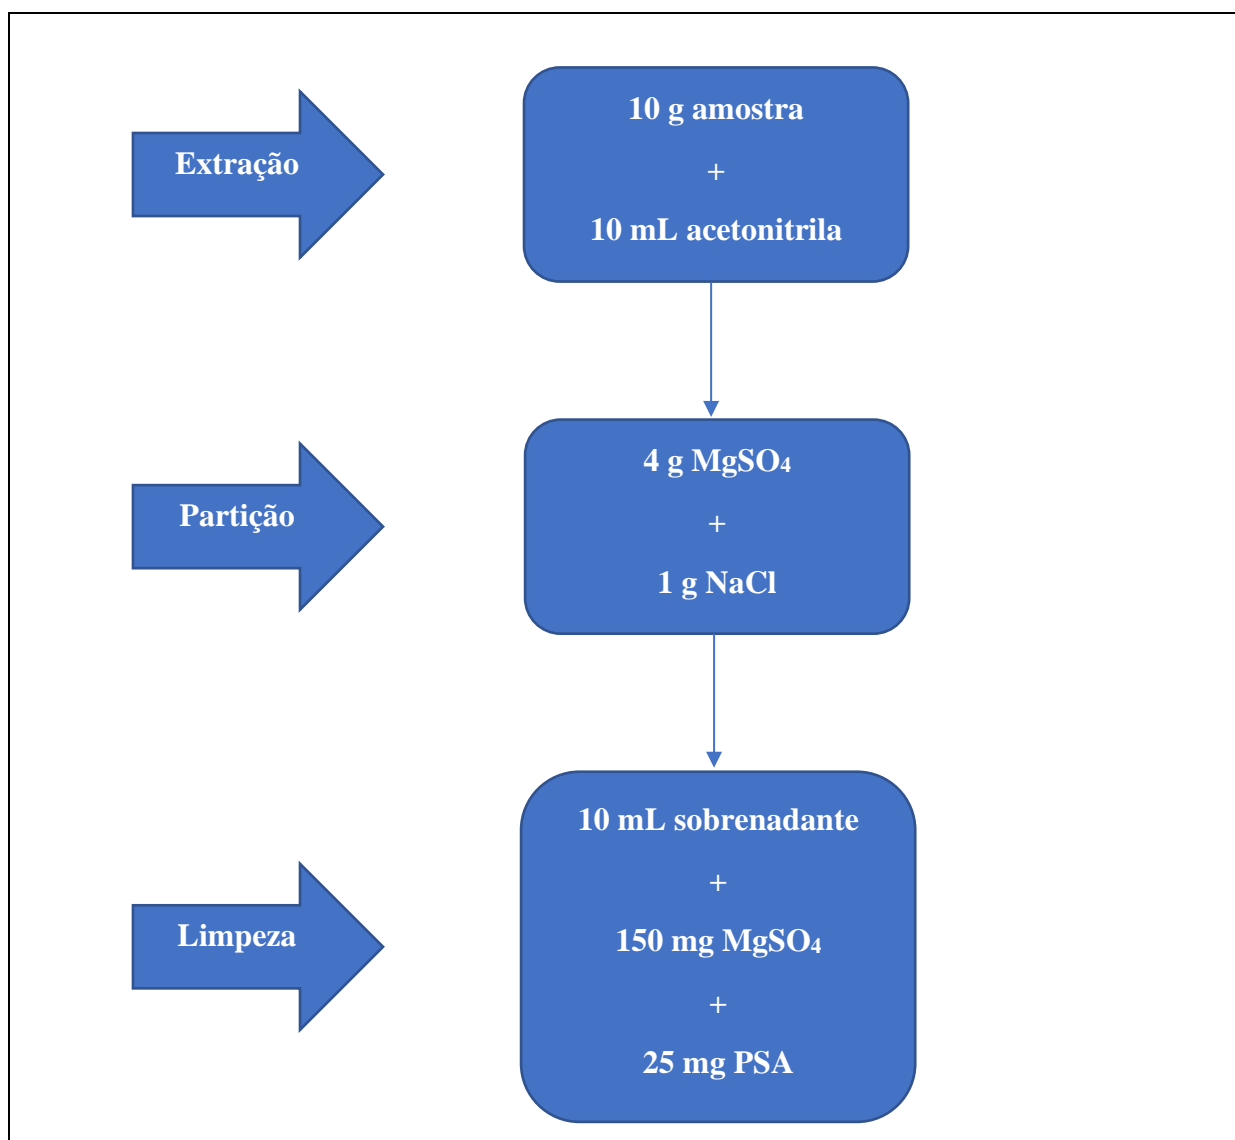 Extração
10 g amostra
+
10 mL acetonitrila
Partição
4 g MgSO₄
+
1 g NaCl
Limpeza
10 mL sobrenadante
+
150 mg MgSO₄
+
25 mg PSA